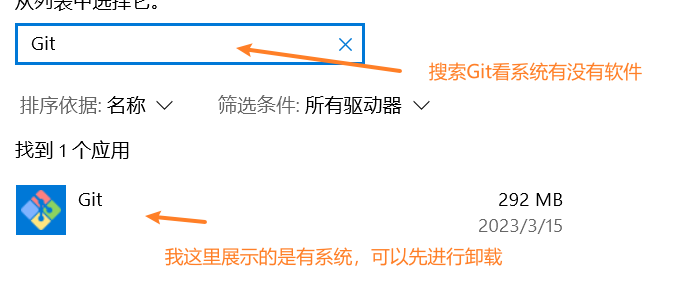 从列表中选择它。
Git
搜索Git看系统有没有软件
排序依据: 名称 筛选条件: 所有驱动器
找到 1 个应用
Git 292 MB
2023/3/15
我这里展示的是有系统，可以先进行卸载